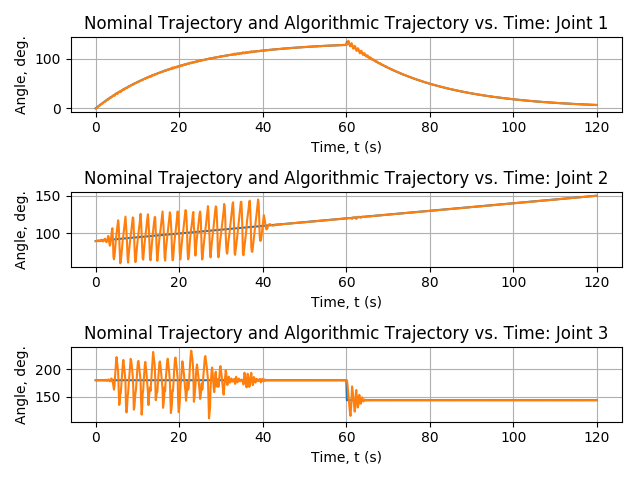 Nominal Trajectory and Algorithmic Trajectory vs. Time: Joint 1
Angle, deg.
100
0
0 20 40 60 80 100 120
Time, t (s)
Nominal Trajectory and Algorithmic Trajectory vs. Time: Joint 2
Angle, deg.
150
100
0 20 40 60 80 100 120
Time, t (s)
Nominal Trajectory and Algorithmic Trajectory vs. Time: Joint 3
Angle, deg.
200
150
0 20 40 60 80 100 120
Time, t (s)